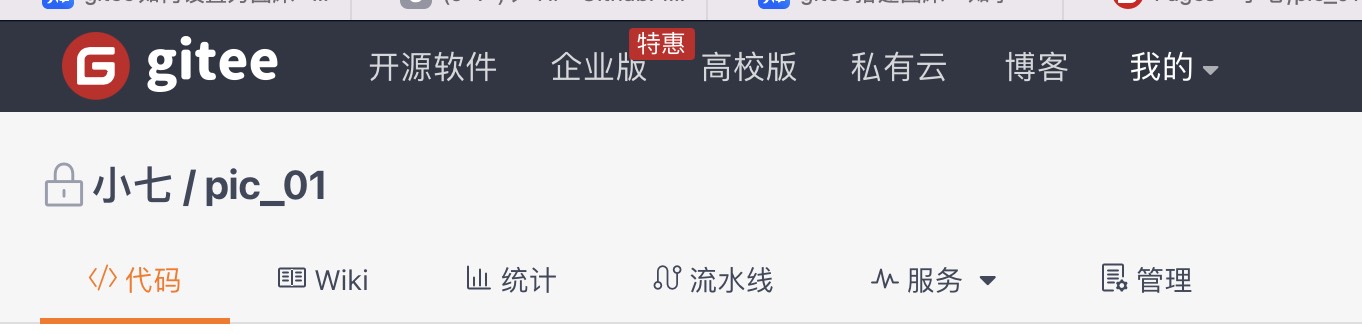 gitee 开源软件 企业版 特惠 高校版 私有云 博客 我的
小七 / pic_01
代码 Wiki 统计 流水线 服务 管理